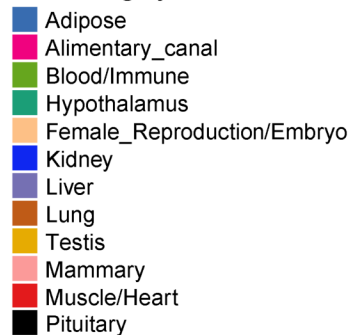 Adipose
Alimentary_canal
Blood/Immune
Hypothalamus
Female_Reproduction/Embryo
Kidney
Liver
Lung
Testis
Mammary
Muscle/Heart
Pituitary